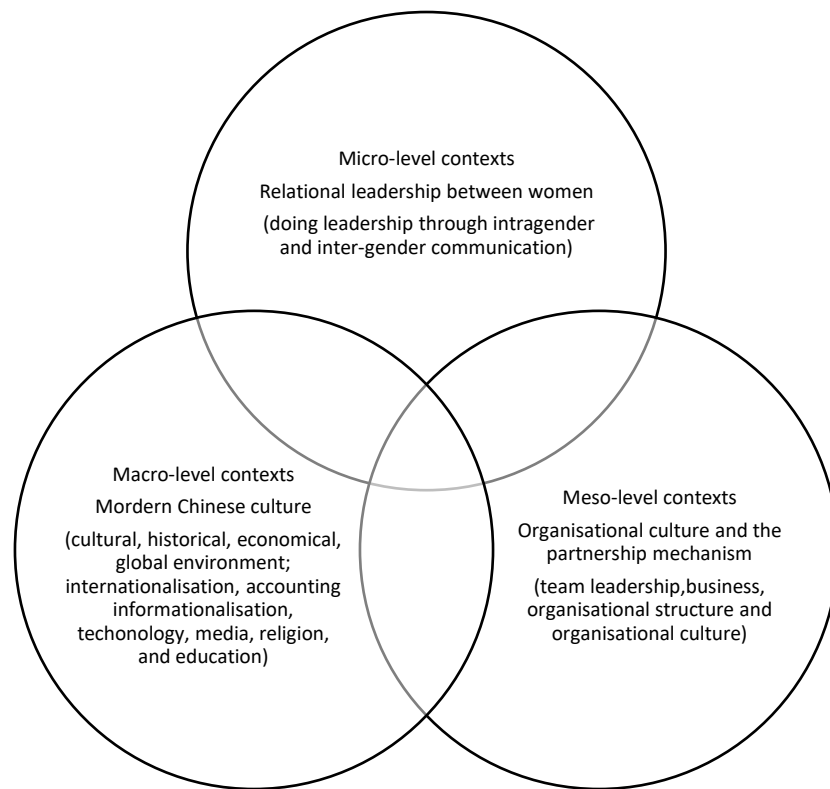 Micro-level contexts
Relational leadership between women
(doing leadership through intragender
and inter-gender communication)
Macro-level contexts
Mordern Chinese culture
(cultural, historical, economical,
global environment;
internationalisation, accounting
informationalisation,
techonology, media, religion,
and education)
Meso-level contexts
Organisational culture and the
partnership mechanism
(team leadership,business,
organisational structure and
organisational culture)